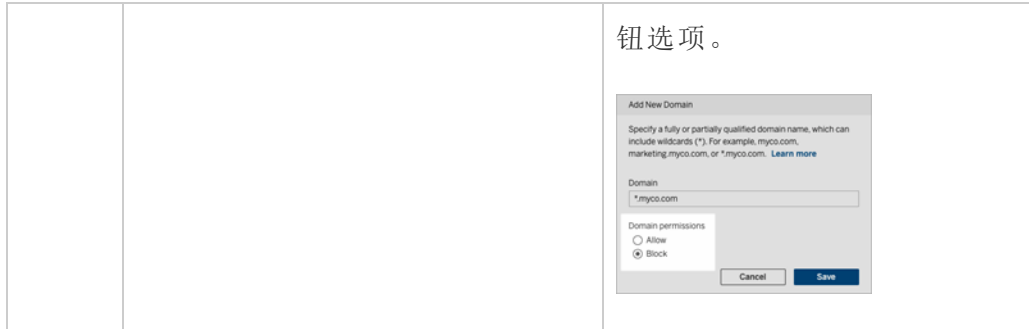 钮选项。
Add New Domain
Specify a fully or partially qualified domain name, which can
include wildcards (*). For example, myco.com,
marketing.myco.com, or *.myco.com. Learn more
Domain
*.myco.com
Domain permissions
Allow
Block
Cancel Save